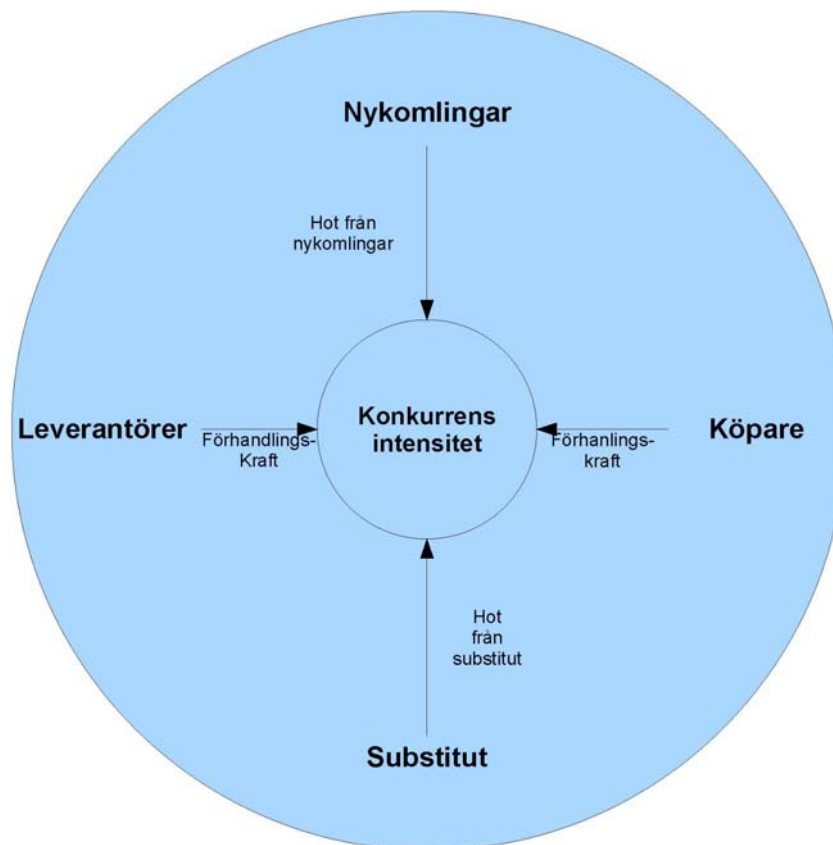 Nykomlingar
Hot från
nykomlingar
Leverantörer
Förhandlings-
Kraft
Konkurrens
intensitet
Förhanlings-
kraft
Köpare
Hot
från
substitut
Substitut